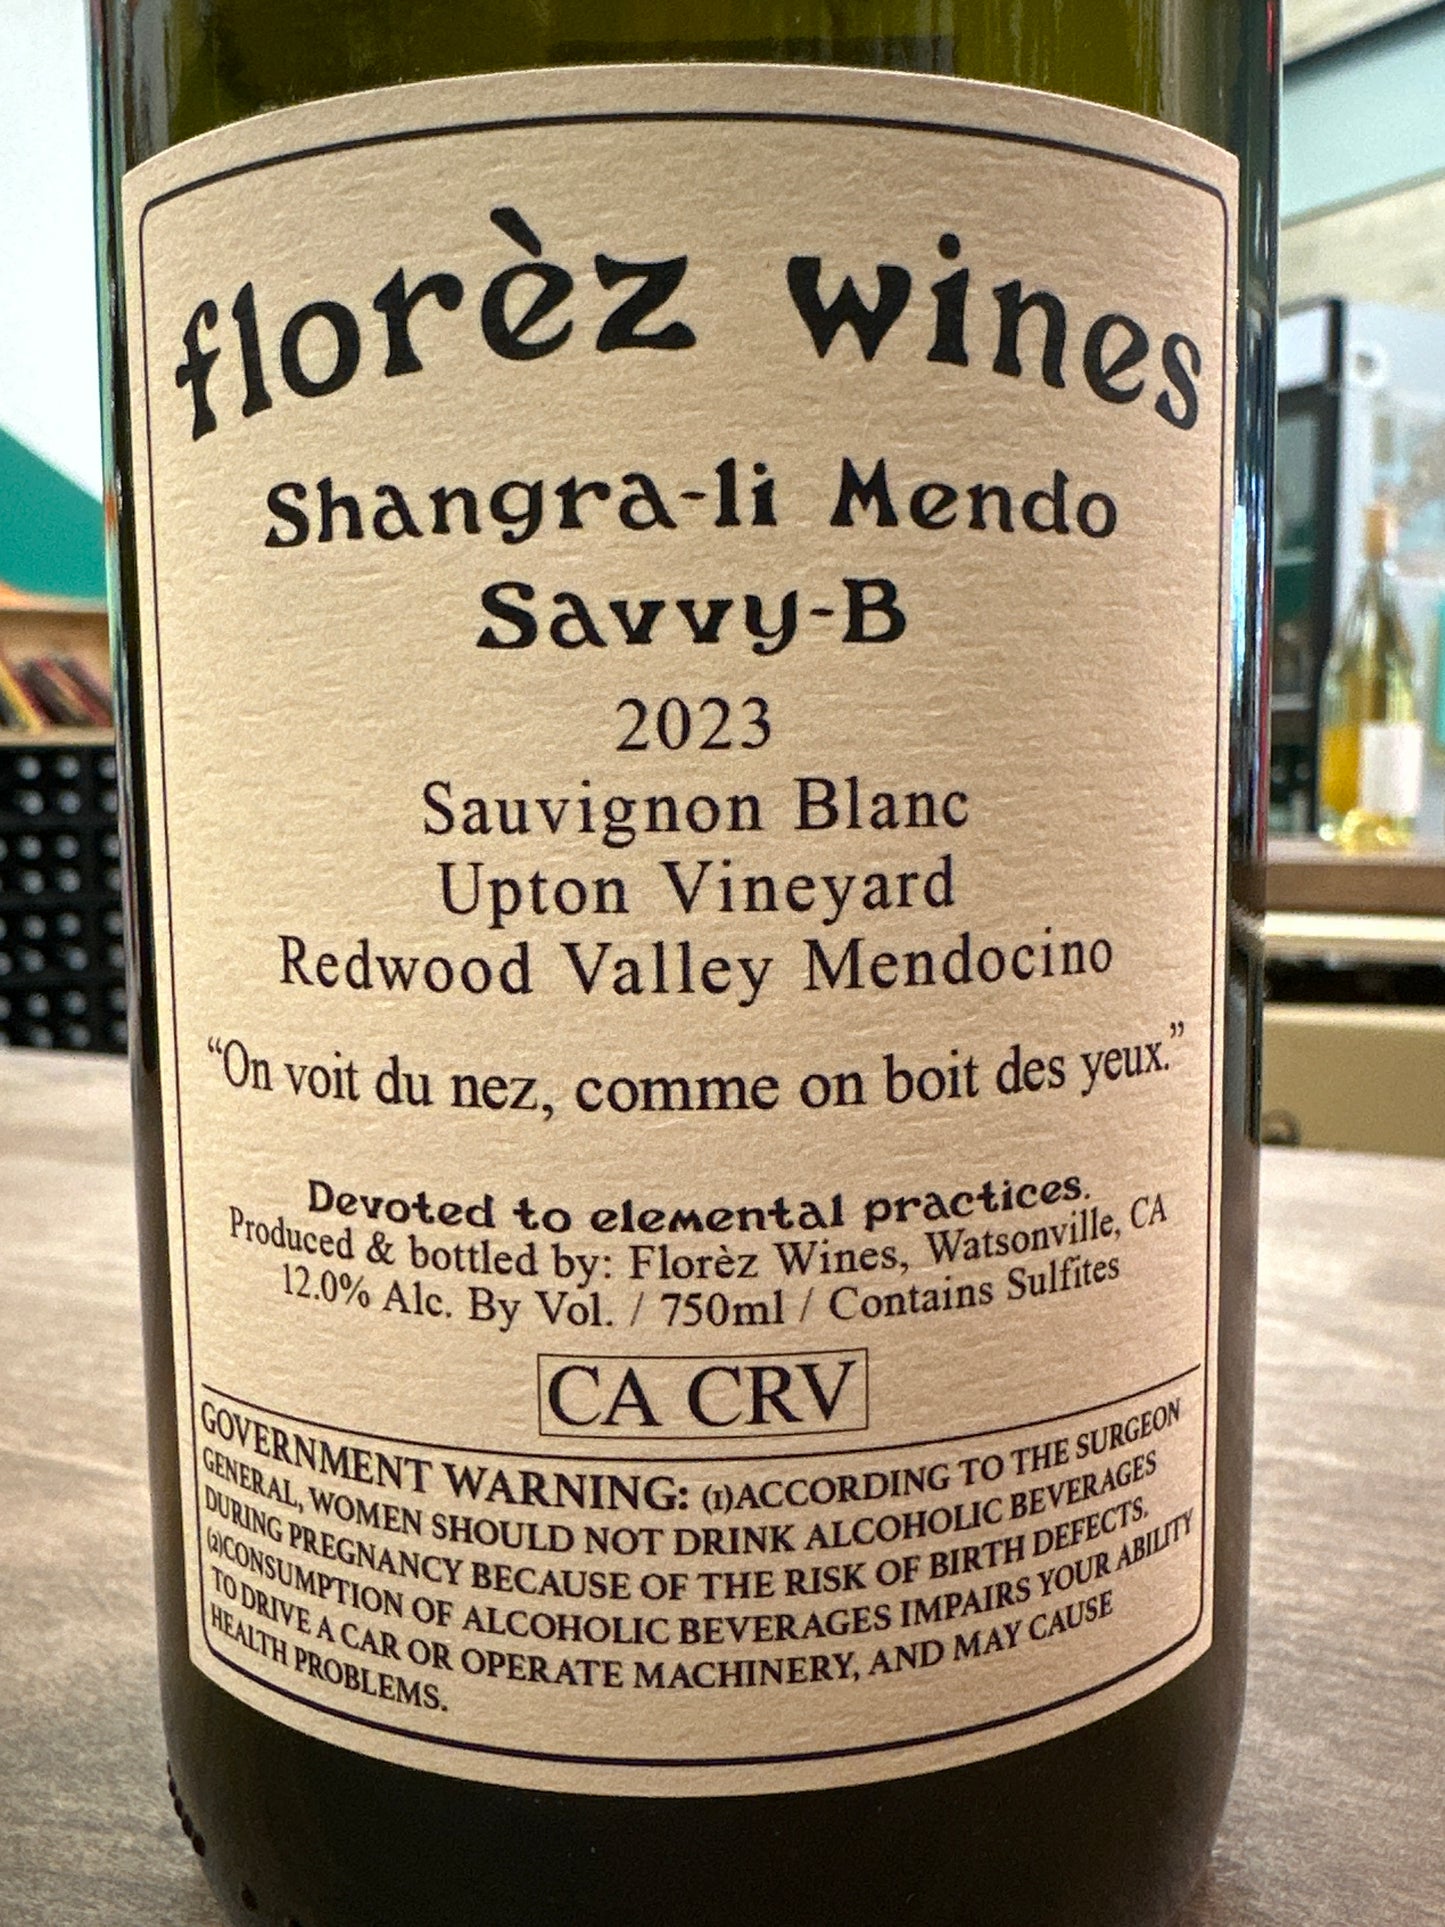 florèz wines
Shangra-li Mendo
Savvy-B
2023
Sauvignon Blanc
Upton Vineyard
Redwood Valley Mendocino
“On voit du nez, comme on boit des yeux.”
Devoted to elemental practices.
Produced & bottled by: Florèz Wines, Watsonville, CA
12.0% Alc. By Vol. / 750ml / Contains Sulfites
CA CRV
GOVERNMENT WARNING: (1)ACCORDING TO THE SURGEON
GENERAL, WOMEN SHOULD NOT DRINK ALCOHOLIC BEVERAGES
DURING PREGNANCY BECAUSE OF THE RISK OF BIRTH DEFECTS.
(2)CONSUMPTION OF ALCOHOLIC BEVERAGES IMPAIRS YOUR ABILITY
TO DRIVE A CAR OR OPERATE MACHINERY, AND MAY CAUSE
HEALTH PROBLEMS.